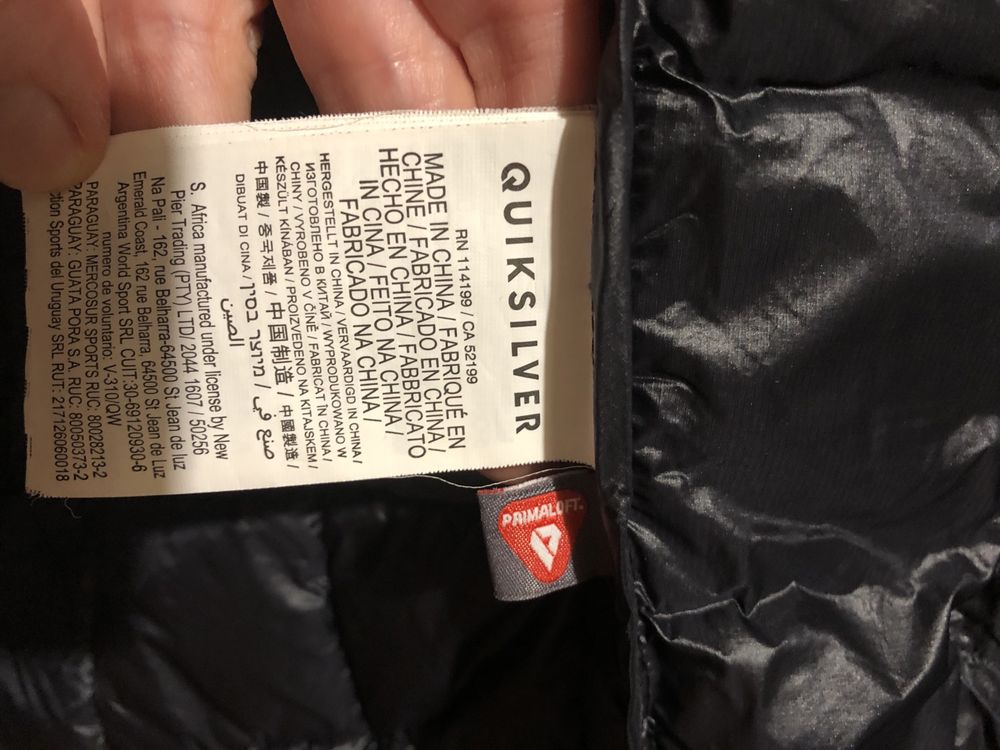 QUIKSILVER
RN 114199 / CA 52199
MADE IN CHINA / FABRIQUÉ EN
CHINE / FABRICADO EN CHINA /
HECHO EN CHINA / FABBRICATO
IN CINA / FEITO NA CHINA /
FABRICADO NA CHINA /
HERGESTELLT IN CHINA / VERVAARDIGD IN CHINA /
ИЗГОТОВЛЕНО В КИТАЙ / WYPRODUKOWANO W
CHINY / VYROBENO V ČÍNĚ / FABRICAT ÎN CHINA /
KÉSZÜLT KÍNÁBAN / PROIZVEDENO NA KITAJSKEM /
中国製 / 중국제품 / 中国制造 / 中國製造 /
DIBUAT DI CINA / מיוצר בסין / صنع في
الصين
S. Africa manufactured under license by New
Pier Trading (PTY) LTD/ 2044 1607 / 50256
Na Pali - 162, rue Belharra-64500 St Jean de luz
Emerald Coast, 162 rue Belharra, 64500 St Jean de Luz
Argentina World Sport SRL CUIT:30-69120930-6
numero de voluntario: V-310/QW
PARAGUAY: MERCOSUR SPORTS RUC: 80028213-2
PARAGUAY: GUATA PORA S.A. RUC: 80050373-2
Sports del Uruguay SRL RUT: 217126060018
PRIMALOFT